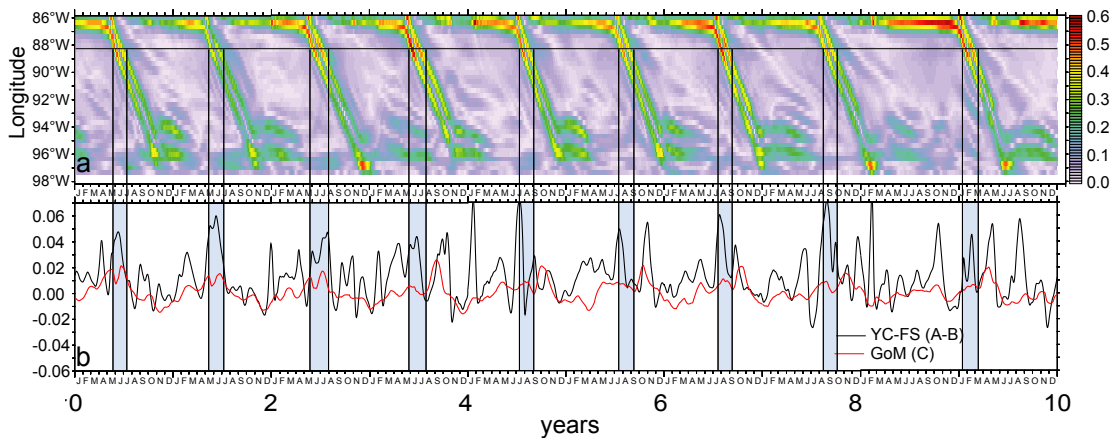 86°W
88°W
90°W
92°W
94°W
96°W
98°W
Longitude
a
0.6
0.5
0.4
0.3
0.2
0.1
0.0
J F M A M J J A S O N D J F M A M J J A S O N D J F M A M J J A S O N D J F M A M J J A S O N D J F M A M J J A S O N D J F M A M J J A S O N D J F M A M J J A S O N D J F M A M J J A S O N D J F M A M J J A S O N D J F M A M J J A S O N D
0.06
0.04
0.02
0.00
-0.02
-0.04
-0.06
b
YC-FS (A-B)
GoM (C)
J F M A M J J A S O N D J F M A M J J A S O N D J F M A M J J A S O N D J F M A M J J A S O N D J F M A M J J A S O N D J F M A M J J A S O N D J F M A M J J A S O N D J F M A M J J A S O N D J F M A M J J A S O N D J F M A M J J A S O N D
0 2 4 6 8 10
years